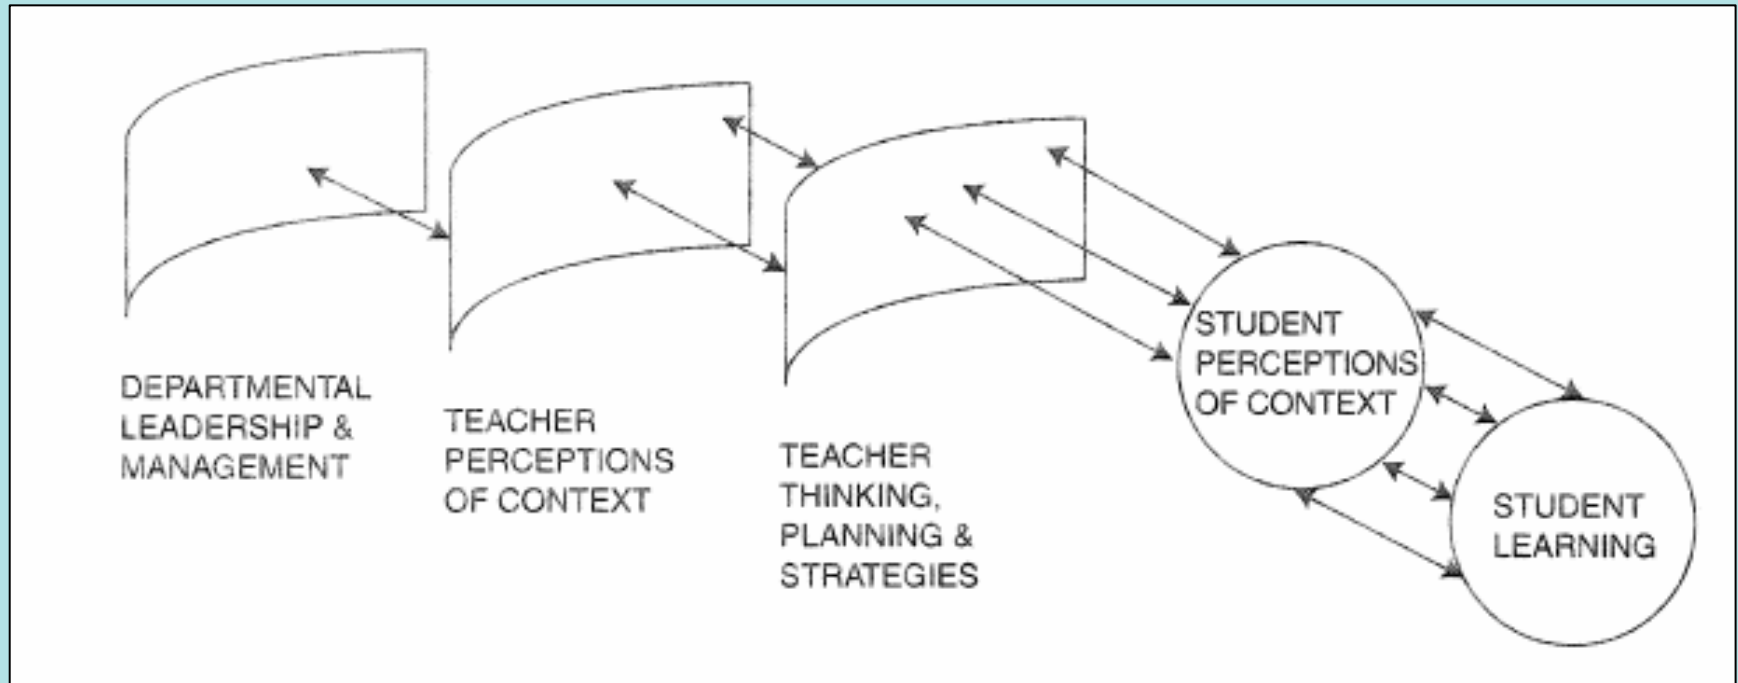 DEPARTMENTAL
LEADERSHIP &
MANAGEMENT
TEACHER
PERCEPTIONS
OF CONTEXT
TEACHER
THINKING,
PLANNING &
STRATEGIES
STUDENT
PERCEPTIONS
OF CONTEXT
STUDENT
LEARNING